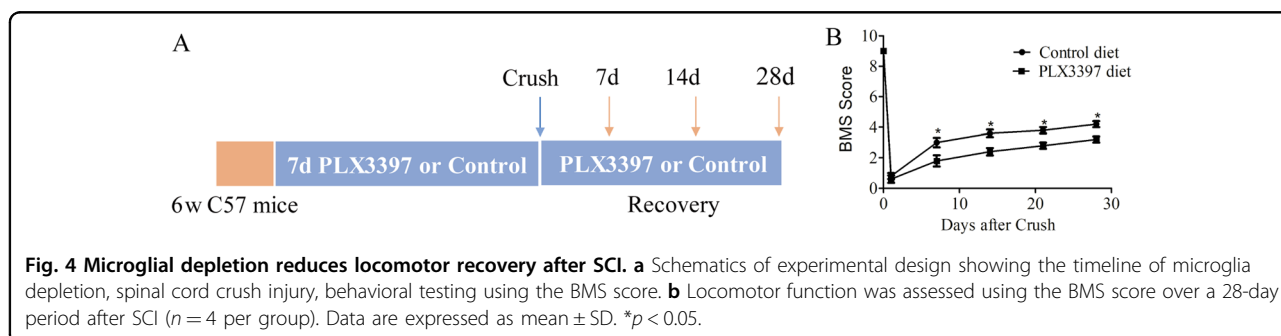 A
Crush
7d
14d
28d
7d PLX3397 or Control
PLX3397 or Control
6w C57 mice
Recovery
B
10
8
6
4
2
0
BMS Score
Control diet
PLX3397 diet
*
*
*
*
0
10
20
30
Days after Crush
Fig. 4 Microglial depletion reduces locomotor recovery after SCI. a Schematics of experimental design showing the timeline of microglia
depletion, spinal cord crush injury, behavioral testing using the BMS score. b Locomotor function was assessed using the BMS score over a 28-day
period after SCI (n = 4 per group). Data are expressed as mean ± SD. *p < 0.05.